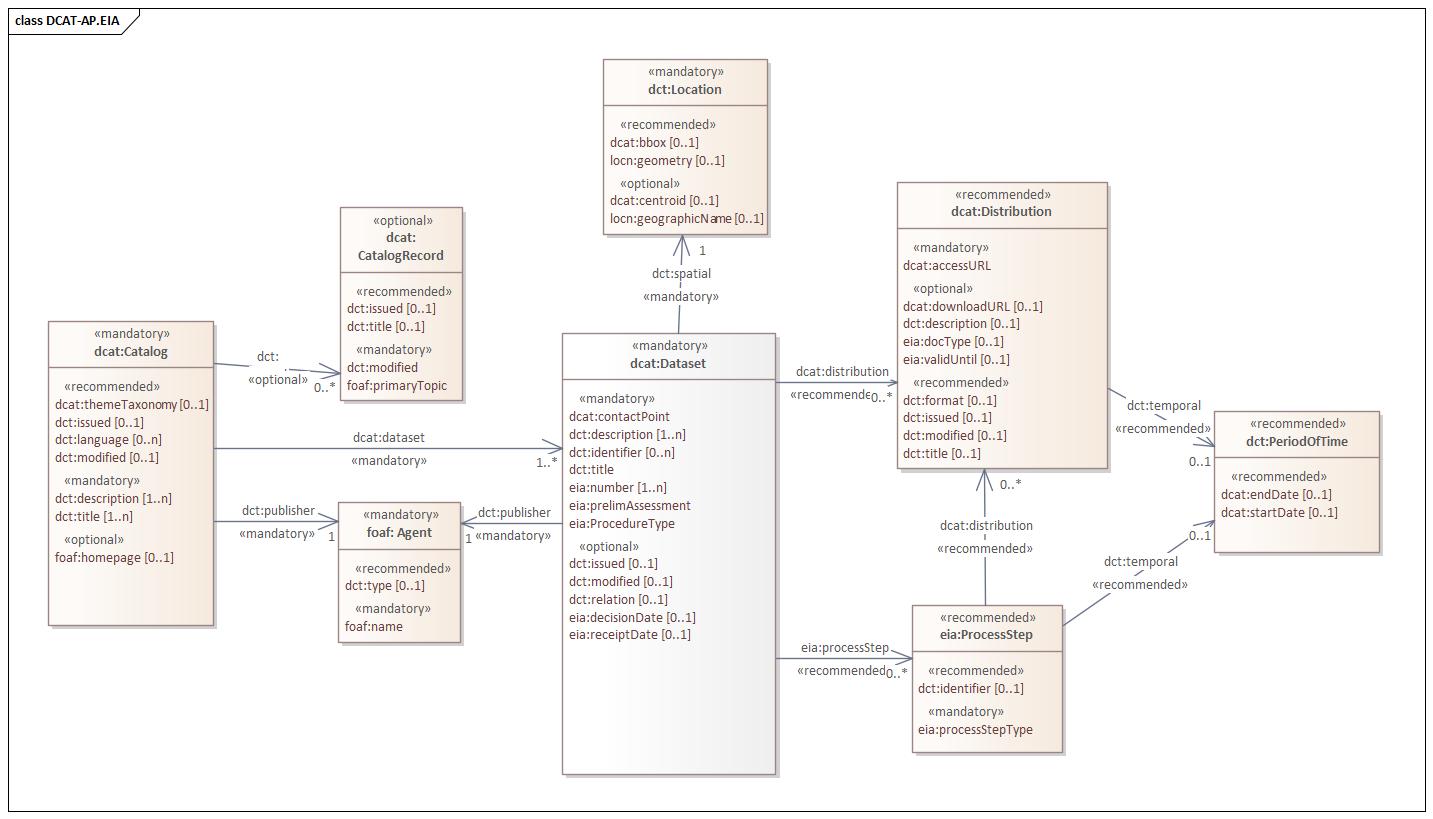 class DCAT-AP.EIA
«mandatory»
dct:Location
«recommended»
dcat:bbox [0..1]
locn:geometry [0..1]
«optional»
dcat:centroid [0..1]
locn:geographicName [0..1]
1
dct:spatial
«mandatory»
«optional»
dcat:
CatalogRecord
«recommended»
dct:issued [0..1]
dct:title [0..1]
«mandatory»
dct:modified
foaf:primaryTopic
«mandatory»
dcat:Catalog
«recommended»
dcat:themeTaxonomy [0..1]
dct:issued [0..1]
dct:language [0..n]
dct:modified [0..1]
«mandatory»
dct:description [1..n]
dct:title [1..n]
«optional»
foaf:homepage [0..1]
dct:
«optional»
0..*
dcat:dataset
«mandatory»
1..*
dct:publisher
«mandatory»
1
«mandatory»
foaf: Agent
«recommended»
dct:type [0..1]
«mandatory»
foaf:name
dct:publisher
1 «mandatory»
«mandatory»
dcat:Dataset
«mandatory»
dcat:contactPoint
dct:description [1..n]
dct:identifier [0..n]
dct:title
eia:number [1..n]
eia:prelimAssessment
eia:ProcedureType
«optional»
dct:issued [0..1]
dct:modified [0..1]
dct:relation [0..1]
eia:decisionDate [0..1]
eia:receiptDate [0..1]
dcat:distribution
«recommende0..*
«recommended»
dcat:Distribution
«mandatory»
dcat:accessURL
«optional»
dcat:downloadURL [0..1]
dct:description [0..1]
eia:docType [0..1]
eia:validUntil [0..1]
«recommended»
dct:format [0..1]
dct:issued [0..1]
dct:modified [0..1]
dct:title [0..1]
dct:temporal
«recommended»
0..1
«recommended»
dct:PeriodOfTime
«recommended»
dcat:endDate [0..1]
dcat:startDate [0..1]
0..*
dcat:distribution
«recommended»
0..1
dct:temporal
«recommended»
eia:processStep
«recommended0..*
«recommended»
eia:ProcessStep
«recommended»
dct:identifier [0..1]
«mandatory»
eia:processStepType